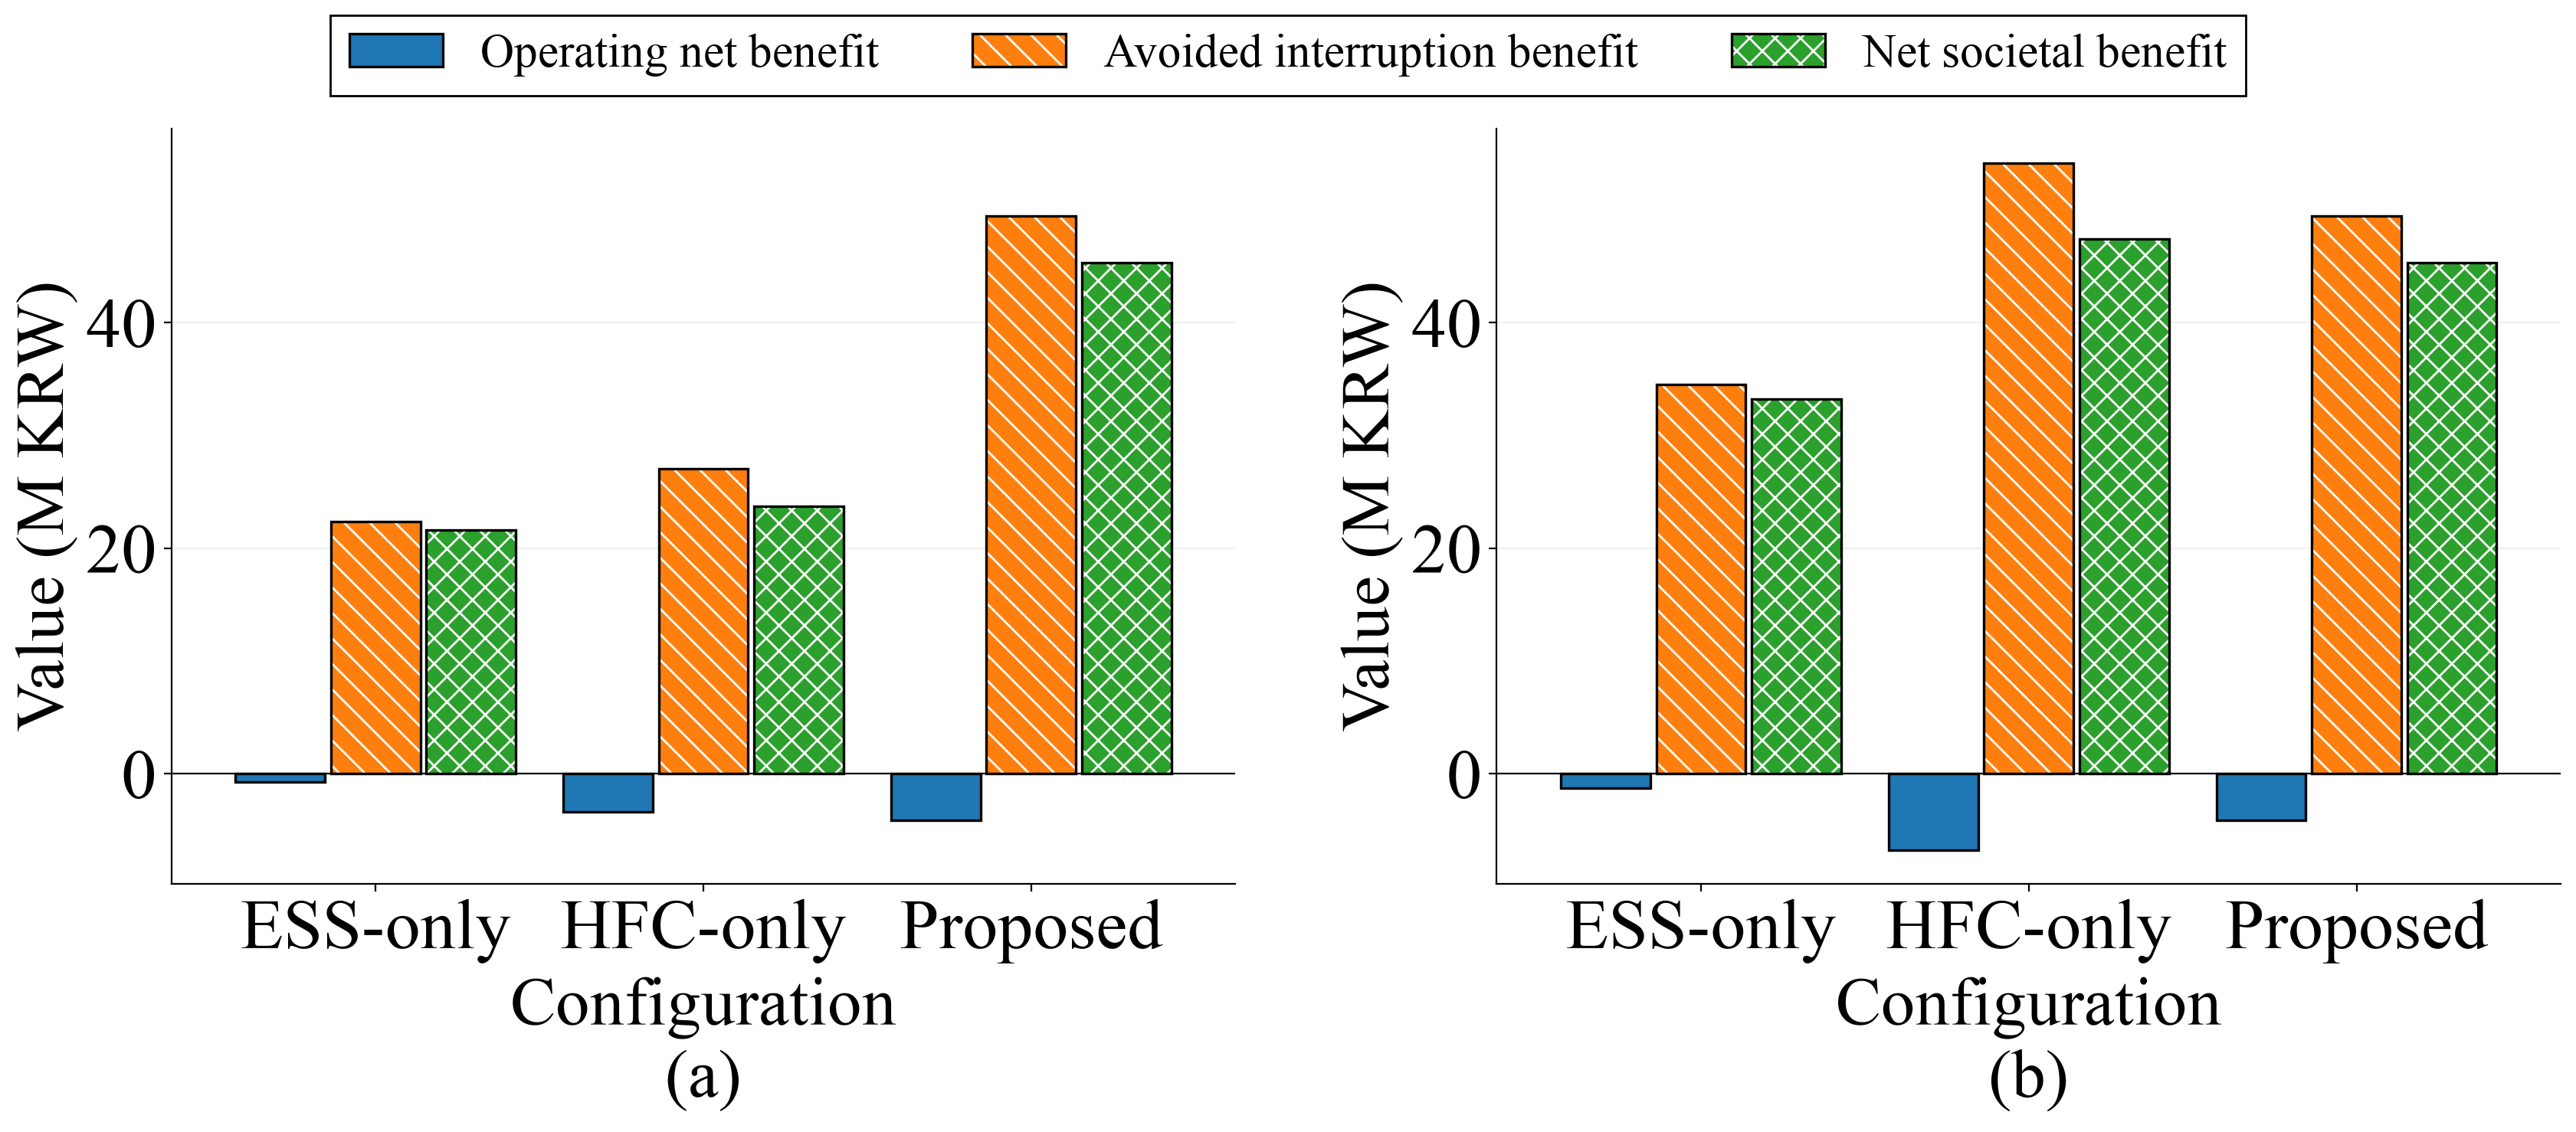 Operating net benefit
Avoided interruption benefit
Net societal benefit
Value (M KRW)
40
20
0
ESS-only
HFC-only
Proposed
Configuration
(a)
Value (M KRW)
40
20
0
ESS-only
HFC-only
Proposed
Configuration
(b)